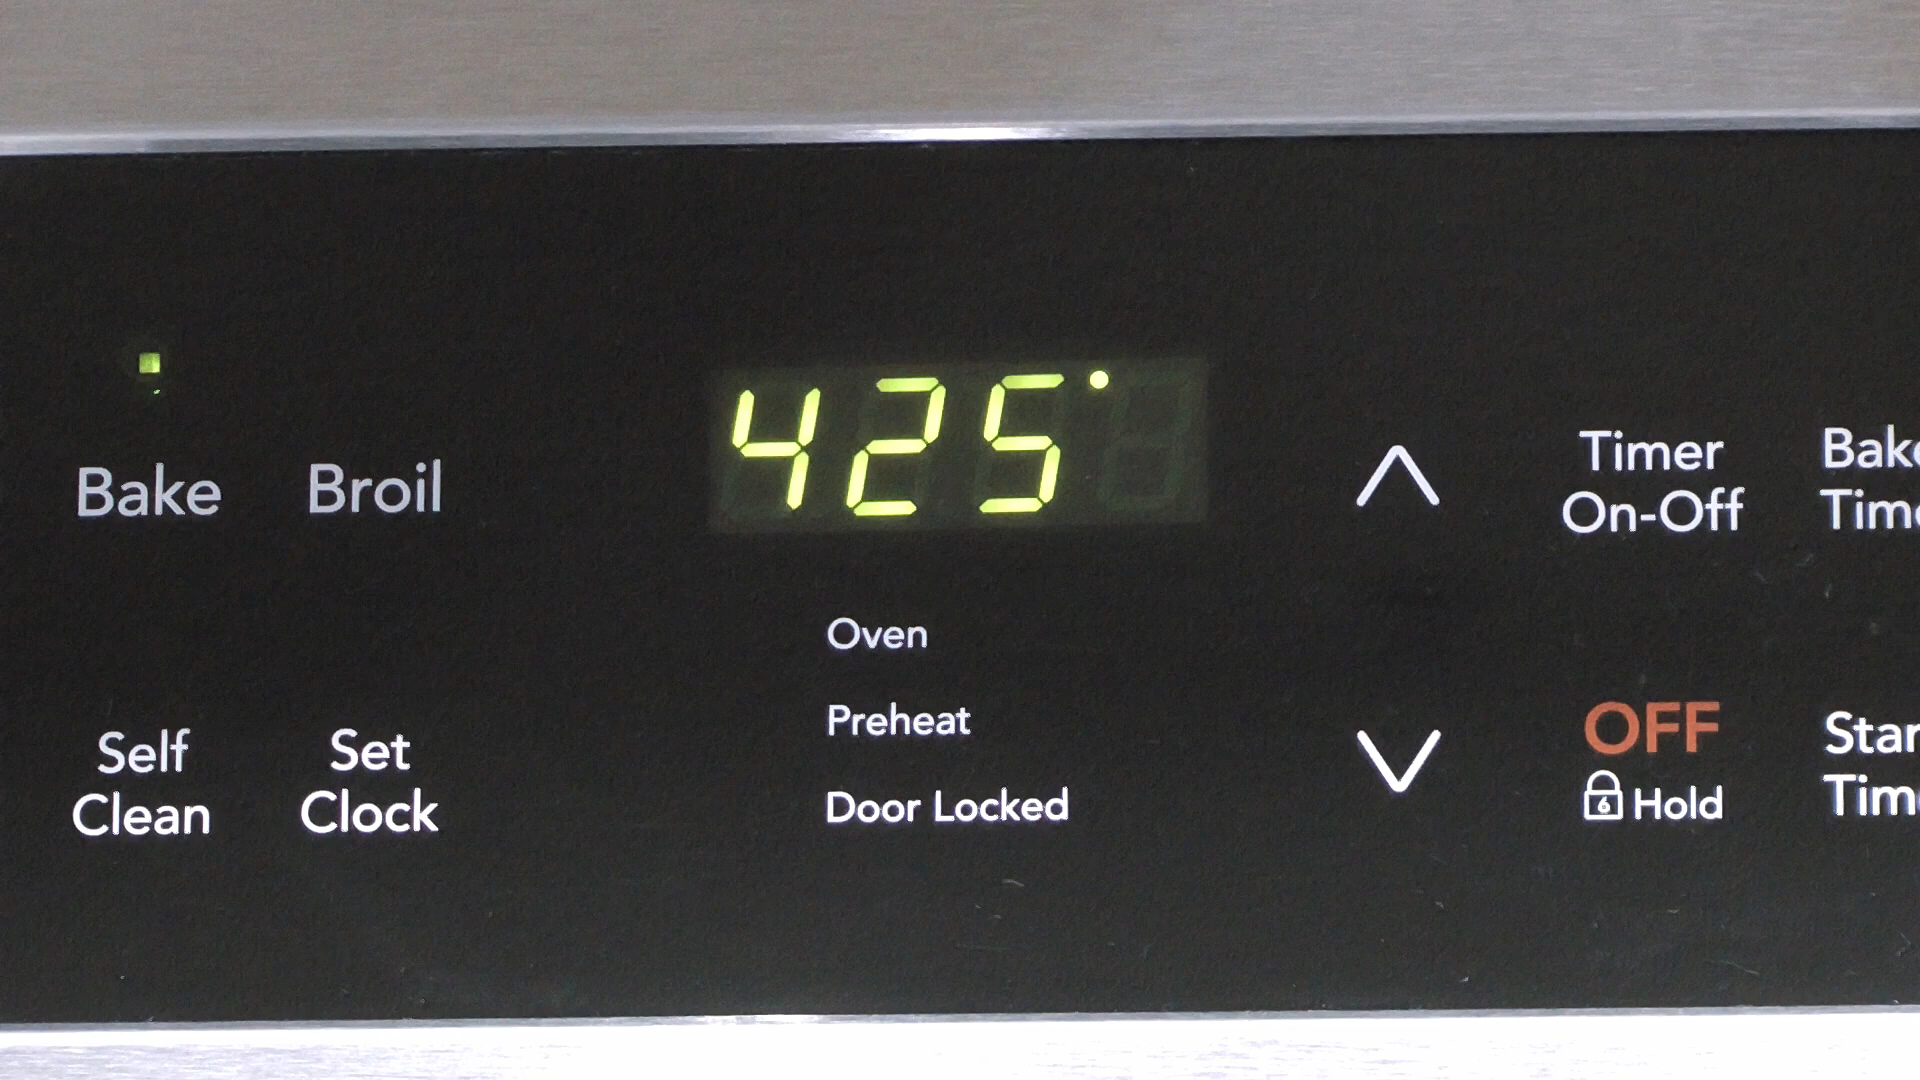 425°
Bake
Broil
Timer
On-Off
Bake
Time
Oven
Preheat
Door Locked
Self
Clean
Set
Clock
OFF
Hold
Star
Tim